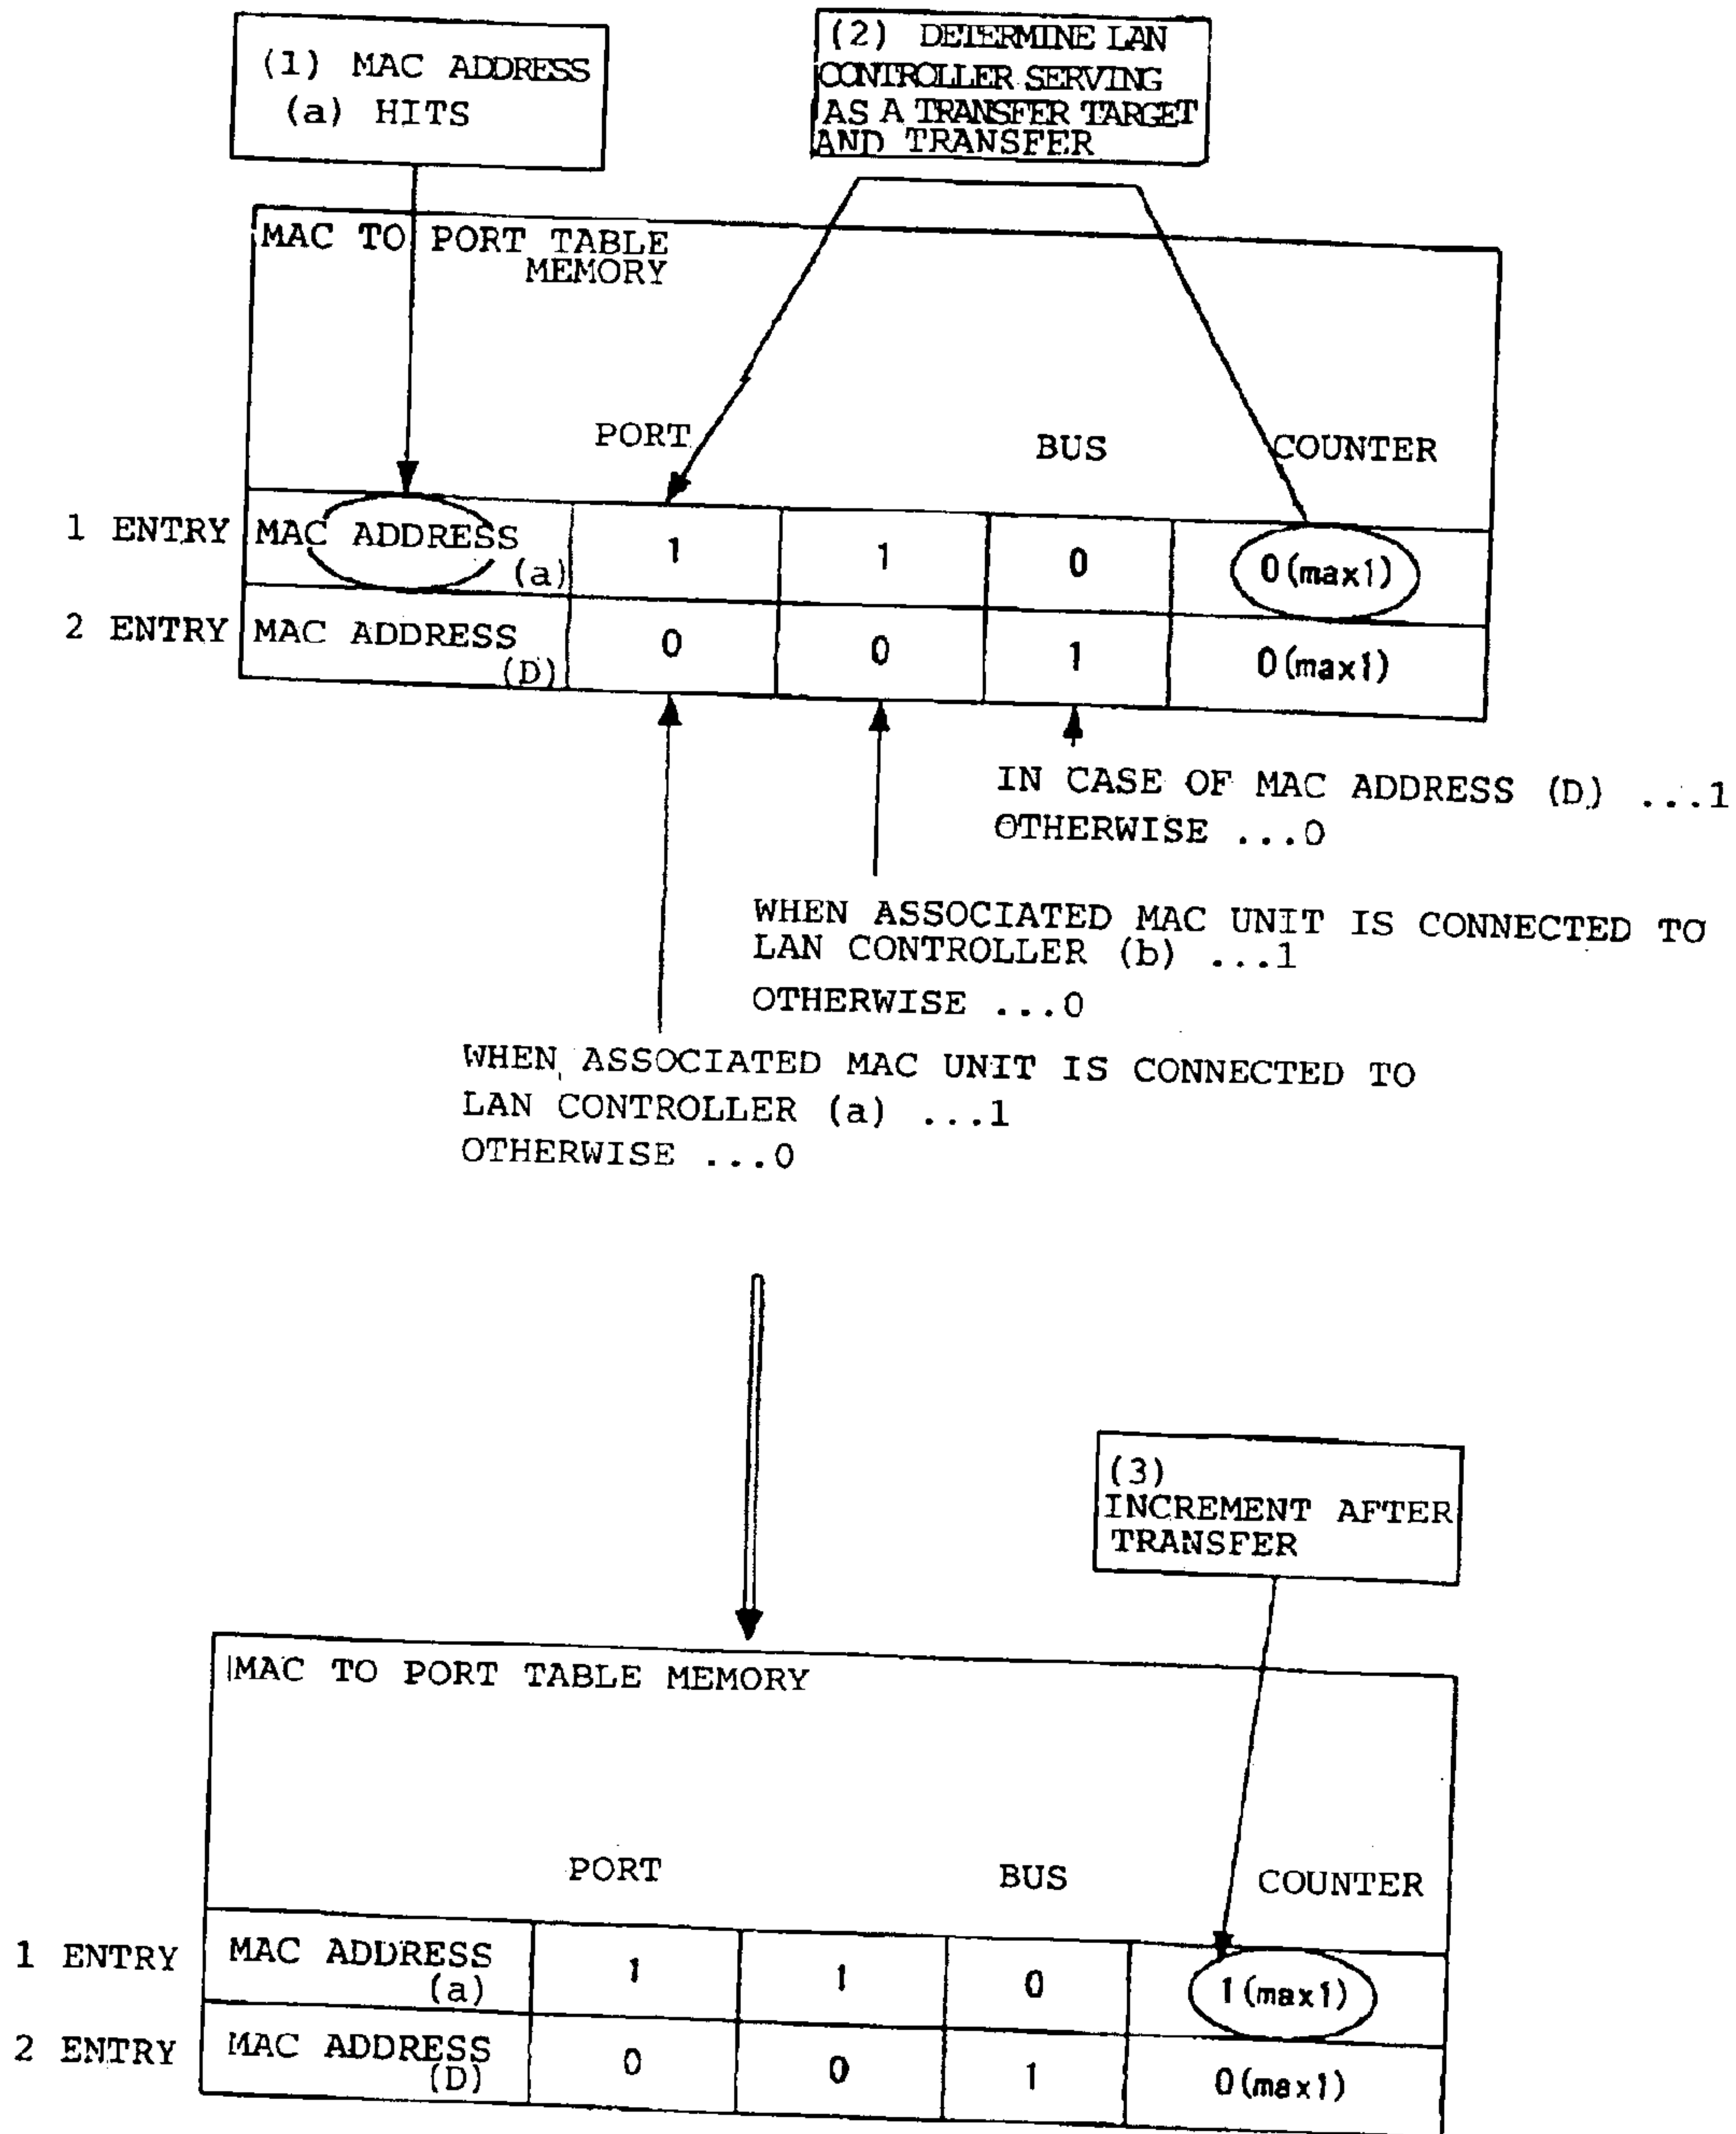 (1) MAC ADDRESS
(a) HITS
(2) DETERMINE LAN
CONTROLLER SERVING
AS A TRANSFER TARGET
AND TRANSFER
MAC TO PORT TABLE
MEMORY
PORT BUS COUNTER
1 ENTRY MAC ADDRESS (a) 1 1 0 0(max1)
2 ENTRY MAC ADDRESS (D) 0 0 1 0(max1)
IN CASE OF MAC ADDRESS (D) ...1
OTHERWISE ...0
WHEN ASSOCIATED MAC UNIT IS CONNECTED TO
LAN CONTROLLER (b) ...1
OTHERWISE ...0
WHEN ASSOCIATED MAC UNIT IS CONNECTED TO
LAN CONTROLLER (a) ...1
OTHERWISE ...0
(3)
INCREMENT AFTER
TRANSFER
MAC TO PORT TABLE MEMORY
PORT BUS COUNTER
1 ENTRY MAC ADDRESS (a) 1 1 0 1(max1)
2 ENTRY MAC ADDRESS (D) 0 0 1 0(max1)